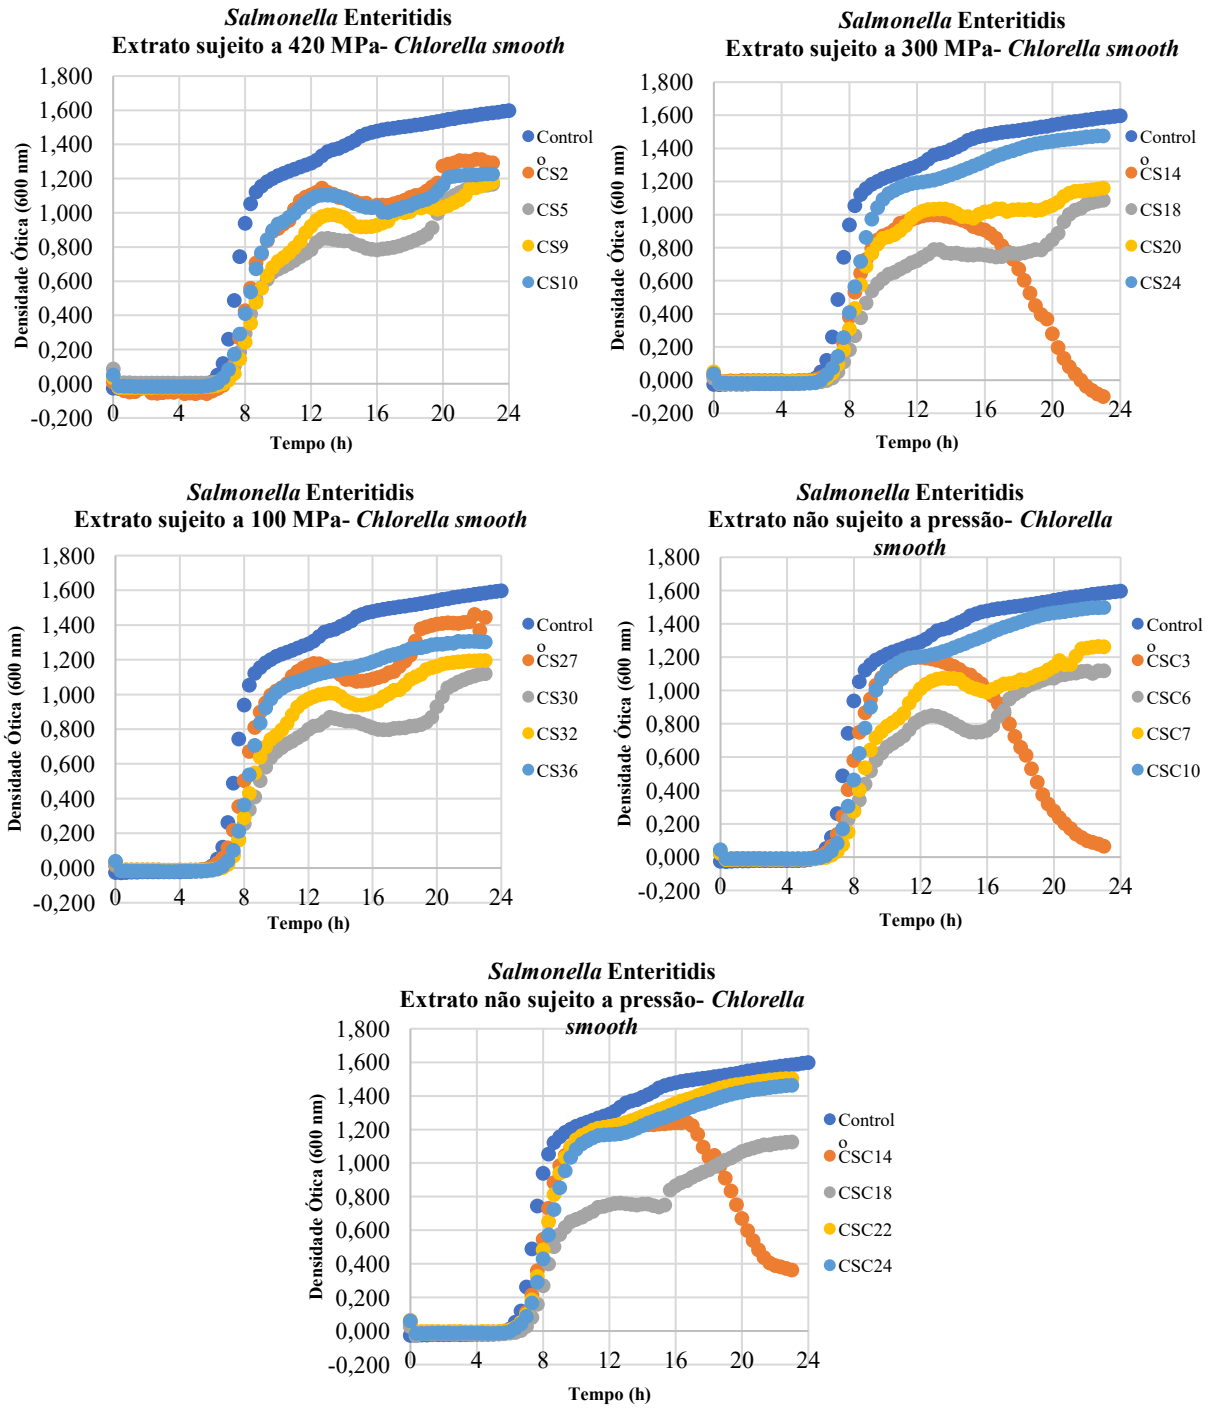 Salmonella Enteritidis
Extrato sujeito a 420 MPa- Chlorella smooth
1,800
1,600
1,400
1,200
1,000
0,800
0,600
0,400
0,200
0,000
-0,200
0 4 8 12 16 20 24
Densidade Ótica (600 nm)
Tempo (h)
Control
o
CS2
CS5
CS9
CS10
Salmonella Enteritidis
Extrato sujeito a 300 MPa- Chlorella smooth
1,800
1,600
1,400
1,200
1,000
0,800
0,600
0,400
0,200
0,000
-0,200
0 4 8 12 16 20 24
Densidade Ótica (600 nm)
Tempo (h)
Control
o
CS14
CS18
CS20
CS24
Salmonella Enteritidis
Extrato sujeito a 100 MPa- Chlorella smooth
1,800
1,600
1,400
1,200
1,000
0,800
0,600
0,400
0,200
0,000
-0,200
0 4 8 12 16 20 24
Densidade Ótica (600 nm)
Tempo (h)
Control
o
CS27
CS30
CS32
CS36
Salmonella Enteritidis
Extrato não sujeito a pressão- Chlorella
smooth
1,800
1,600
1,400
1,200
1,000
0,800
0,600
0,400
0,200
0,000
-0,200
0 4 8 12 16 20 24
Densidade Ótica (600 nm)
Tempo (h)
Control
o
CSC3
CSC6
CSC7
CSC10
Salmonella Enteritidis
Extrato não sujeito a pressão- Chlorella
smooth
1,800
1,600
1,400
1,200
1,000
0,800
0,600
0,400
0,200
0,000
-0,200
0 4 8 12 16 20 24
Densidade Ótica (600 nm)
Tempo (h)
Control
o
CSC14
CSC18
CSC22
CSC24